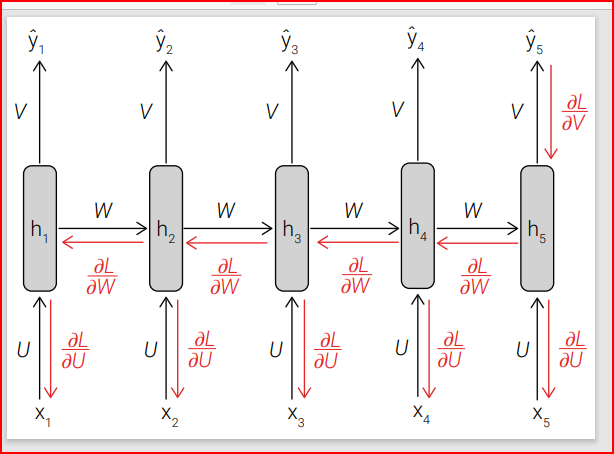 ŷ₁ ŷ₂ ŷ₃ ŷ₄ ŷ₅
V V V V V ∂L/∂V
W W W W
h₁ h₂ h₃ h₄ h₅
∂L/∂W ∂L/∂W ∂L/∂W ∂L/∂W
U ∂L/∂U U ∂L/∂U U ∂L/∂U U ∂L/∂U U ∂L/∂U
x₁ x₂ x₃ x₄ x₅